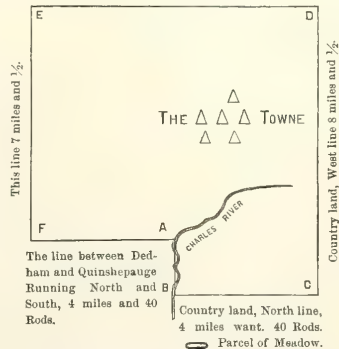 E
D
This line 7 miles and ½.
Country land, West line 8 miles and ½.
THE TOWNE
CHARLES RIVER
F
A
B
C
The line between Ded-
ham and Quinshepauge
Running North and
South, 4 miles and 40
Rods.
Country land, North line,
4 miles want. 40 Rods.
Parcel of Meadow.